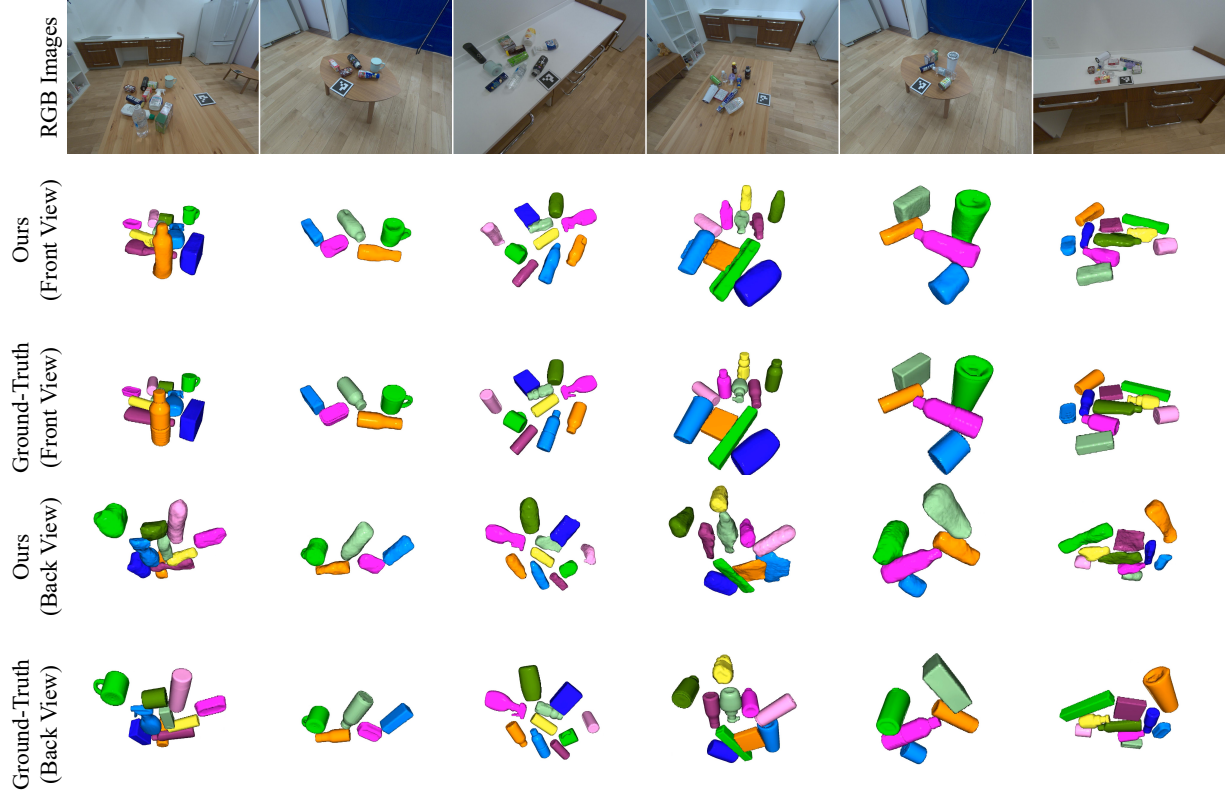 RGB Images
Ours
(Front View)
Ground-Truth
(Front View)
Ours
(Back View)
Ground-Truth
(Back View)